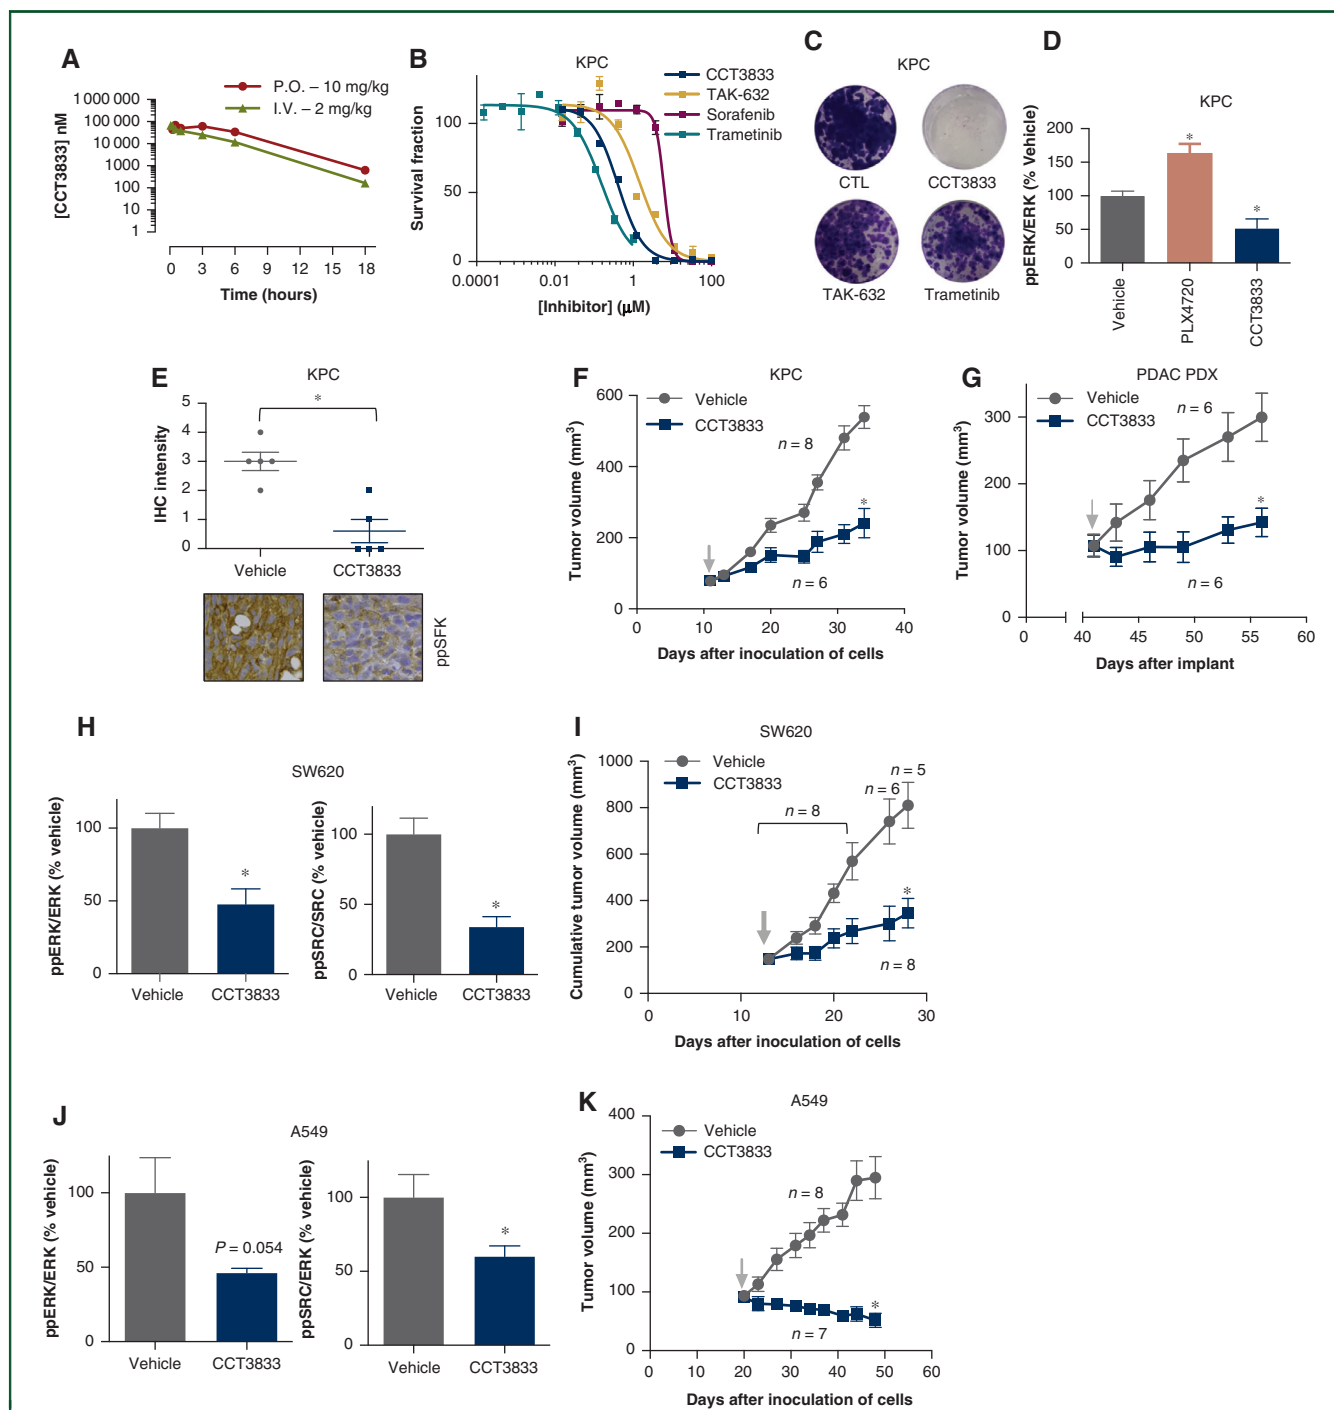 A
P.O. – 10 mg/kg
I.V. – 2 mg/kg
[CCT3833] nM
1 000 000
100 000
10 000
1000
100
10
1
0 3 6 9 12 15 18
Time (hours)
B
KPC
CCT3833
TAK-632
Sorafenib
Trametinib
Survival fraction
100
50
0
0.0001 0.01 1 100
[Inhibitor] (μM)
C
KPC
CTL CCT3833
TAK-632 Trametinib
D
KPC
ppERK/ERK (% Vehicle)
200
150
100
50
0
*
*
Vehicle
PLX4720
CCT3833
E
KPC
*
IHC intensity
5
4
3
2
1
0
Vehicle CCT3833
ppSFK
F
KPC
Vehicle
CCT3833
n = 8
n = 6
*
Tumor volume (mm3)
600
400
200
0
0 10 20 30 40
Days after inoculation of cells
G
PDAC PDX
Vehicle
CCT3833
n = 6
n = 6
*
Tumor volume (mm3)
300
200
100
0
0 40 45 49 55 60
Days after implant
H
SW620
ppERK/ERK (% vehicle)
100
50
0
*
Vehicle CCT3833
ppSRC/SRC (% vehicle)
100
50
0
*
Vehicle CCT3833
I
SW620
Vehicle
CCT3833
n = 5
n = 6
n = 8
n = 8
*
Cumulative tumor volume (mm3)
1000
800
600
400
200
0
0 10 20 30
Days after inoculation of cells
J
A549
ppERK/ERK (% vehicle)
100
50
0
P = 0.054
Vehicle CCT3833
ppSRC/ERK (% vehicle)
100
50
0
*
Vehicle CCT3833
K
A549
Vehicle
CCT3833
n = 8
n = 7
*
Tumor volume (mm3)
400
300
200
100
0
0 10 20 30 40 50 60
Days after inoculation of cells